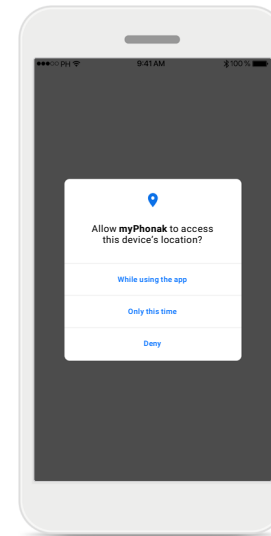 PH 9:41 AM 100 %
Allow myPhonak to access
this device's location?
While using the app
Only this time
Deny